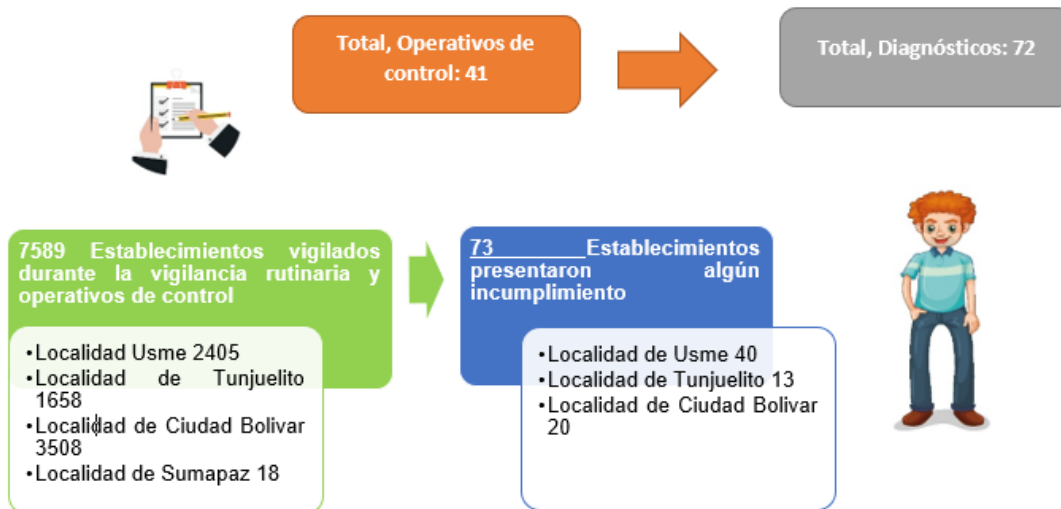 Total, Operativos de
control: 41
Total, Diagnósticos: 72
7589 Establecimientos vigilados
durante la vigilancia rutinaria y
operativos de control
•Localidad Usme 2405
•Localidad de Tunjuelito
1658
•Localidad de Ciudad Bolivar
3508
•Localidad de Sumapaz 18
73 Establecimientos
presentaron algún
incumplimiento
•Localidad de Usme 40
•Localidad de Tunjuelito 13
•Localidad de Ciudad Bolivar
20